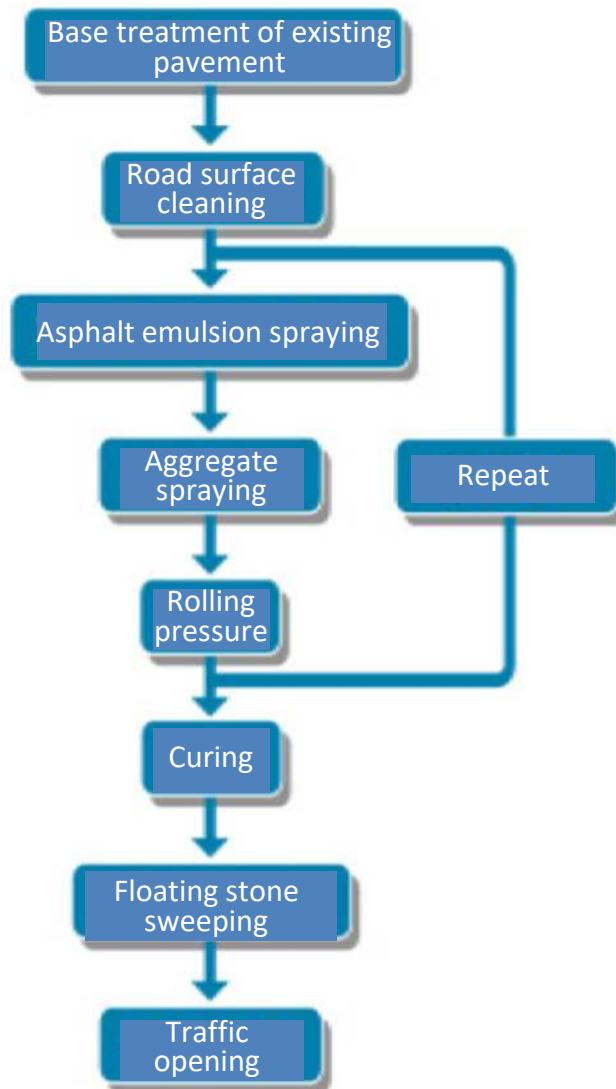 Base treatment of existing
pavement
Road surface
cleaning
Asphalt emulsion spraying
Aggregate
spraying
Repeat
Rolling
pressure
Curing
Floating stone
sweeping
Traffic
opening